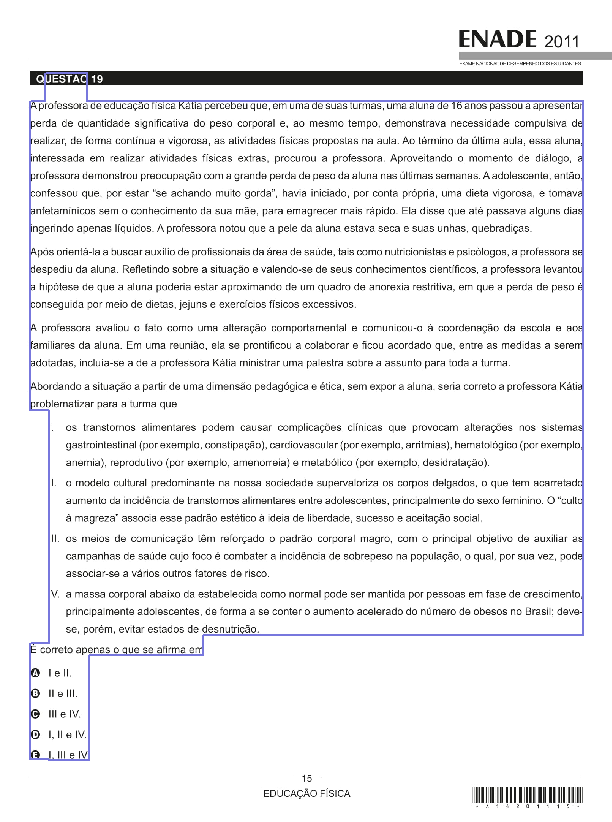 ENADE 2011
EXAME NACIONAL DE DESEMPENHO DOS ESTUDANTES
QUESTÃO 19
A professora de educação física Kátia percebeu que, em uma de suas turmas, uma aluna de 16 anos passou a apresentar
perda de quantidade significativa do peso corporal e, ao mesmo tempo, demonstrava necessidade compulsiva de
realizar, de forma contínua e vigorosa, as atividades físicas propostas na aula. Ao término da última aula, essa aluna,
interessada em realizar atividades físicas extras, procurou a professora. Aproveitando o momento de diálogo, a
professora demonstrou preocupação com a grande perda de peso da aluna nas últimas semanas. A adolescente, então,
confessou que, por estar “se achando muito gorda”, havia iniciado, por conta própria, uma dieta vigorosa, e tomava
anfetamínicos sem o conhecimento da sua mãe, para emagrecer mais rápido. Ela disse que até passava alguns dias
ingerindo apenas líquidos. A professora notou que a pele da aluna estava seca e suas unhas, quebradiças.
Após orientá-la a buscar auxílio de profissionais da área de saúde, tais como nutricionistas e psicólogos, a professora se
despediu da aluna. Refletindo sobre a situação e valendo-se de seus conhecimentos científicos, a professora levantou
a hipótese de que a aluna poderia estar aproximando de um quadro de anorexia restritiva, em que a perda de peso é
conseguida por meio de dietas, jejuns e exercícios físicos excessivos.
A professora avaliou o fato como uma alteração comportamental e comunicou-o à coordenação da escola e aos
familiares da aluna. Em uma reunião, ela se prontificou a colaborar e ficou acordado que, entre as medidas a serem
adotadas, incluía-se a de a professora Kátia ministrar uma palestra sobre a assunto para toda a turma.
Abordando a situação a partir de uma dimensão pedagógica e ética, sem expor a aluna, seria correto a professora Kátia
problematizar para a turma que
I. os transtornos alimentares podem causar complicações clínicas que provocam alterações nos sistemas
gastrointestinal (por exemplo, constipação), cardiovascular (por exemplo, arritmias), hematológico (por exemplo,
anemia), reprodutivo (por exemplo, amenorreia) e metabólico (por exemplo, desidratação).
II. o modelo cultural predominante na nossa sociedade supervaloriza os corpos delgados, o que tem acarretado
aumento da incidência de transtornos alimentares entre adolescentes, principalmente do sexo feminino. O “culto
à magreza” associa esse padrão estético à ideia de liberdade, sucesso e aceitação social.
III. os meios de comunicação têm reforçado o padrão corporal magro, com o principal objetivo de auxiliar as
campanhas de saúde cujo foco é combater a incidência de sobrepeso na população, o qual, por sua vez, pode
associar-se a vários outros fatores de risco.
IV. a massa corporal abaixo da estabelecida como normal pode ser mantida por pessoas em fase de crescimento,
principalmente adolescentes, de forma a se conter o aumento acelerado do número de obesos no Brasil; deve-
se, porém, evitar estados de desnutrição.
É correto apenas o que se afirma em
A I e II.
B II e III.
C III e IV.
D I, II e IV.
E I, III e IV.
15
EDUCAÇÃO FÍSICA